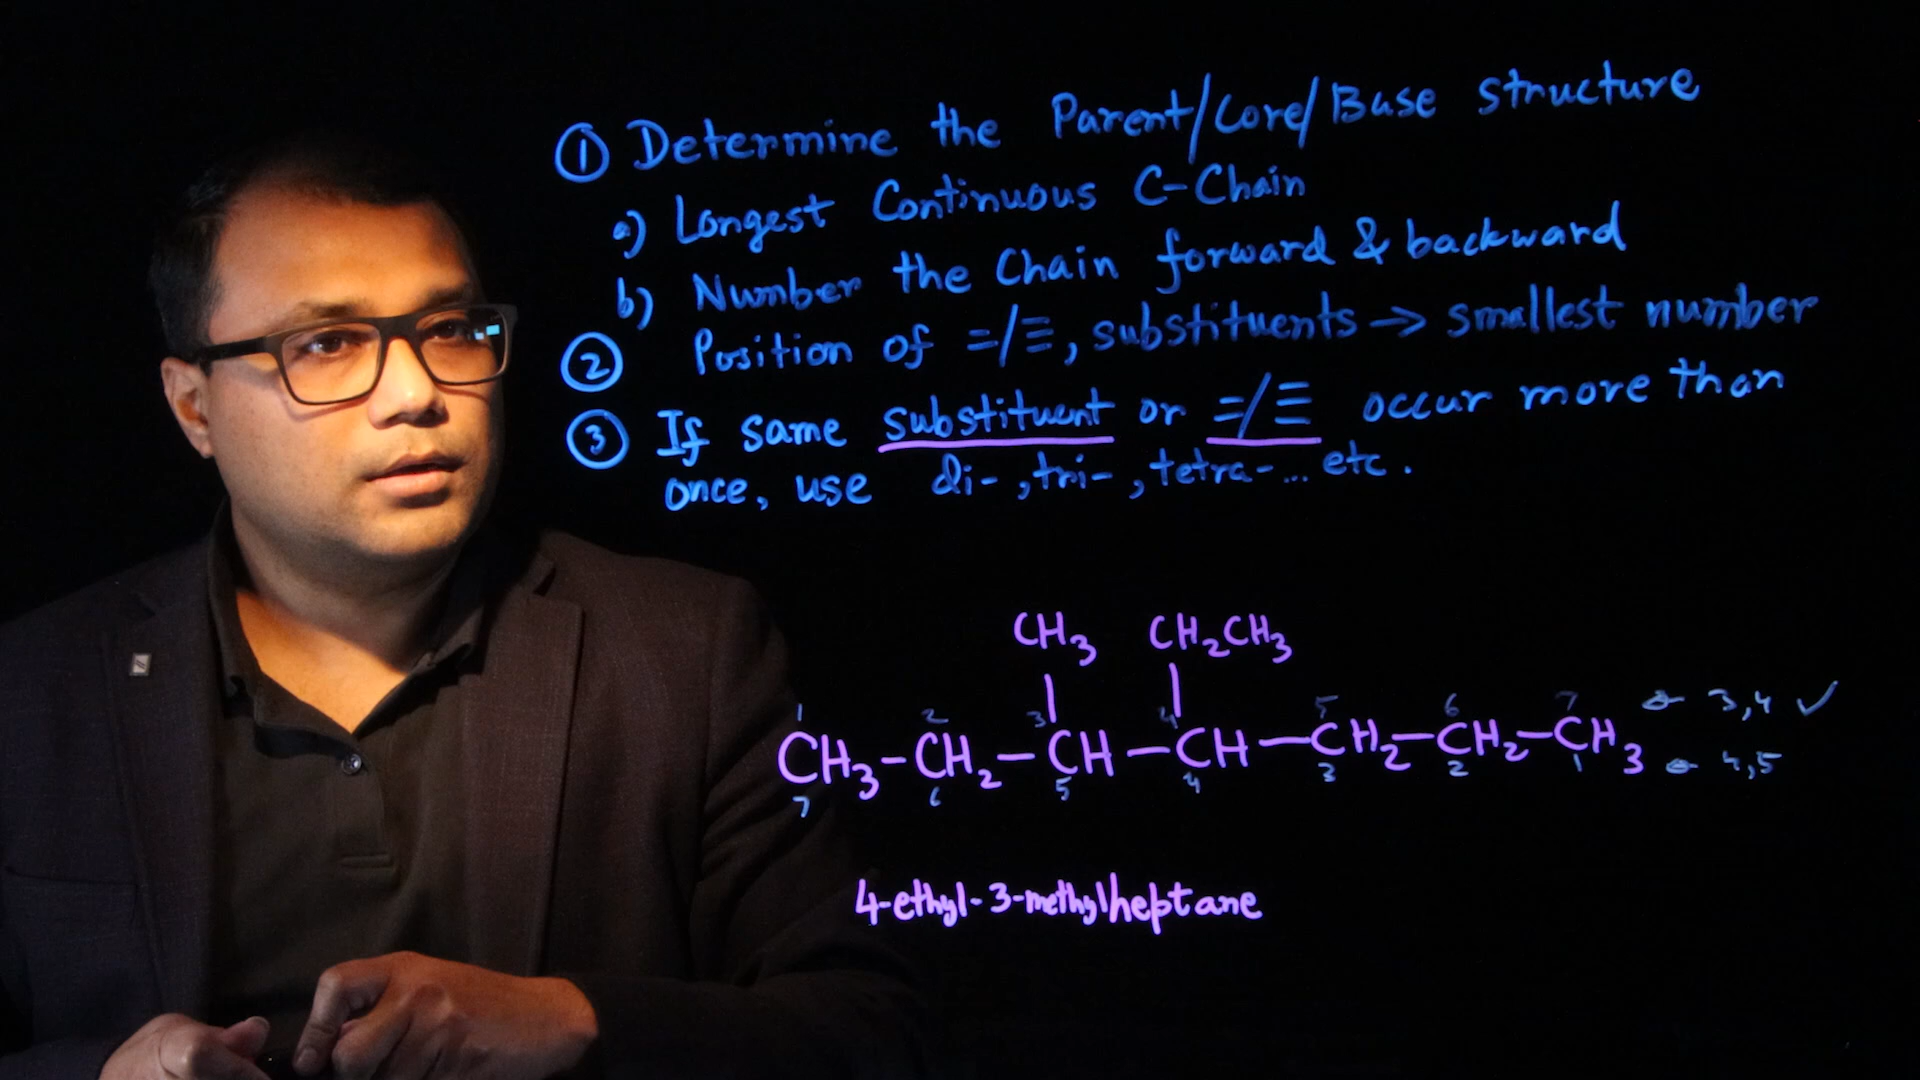 ① Determine the Parent/Core/Base structure
a) Longest Continuous C-Chain
b) Number the Chain forward & backward
② Position of =/≡, substituents → smallest number
③ If same substituent or =/≡ occur more than
once, use di-, tri-, tetra-... etc.
CH3 CH2CH3
1 2 3 4 5 6 7 3,4 ✓
CH3-CH2-CH-CH-CH2-CH2-CH3
7 6 5 4 3 2 1 4,5
4-ethyl-3-methylheptane